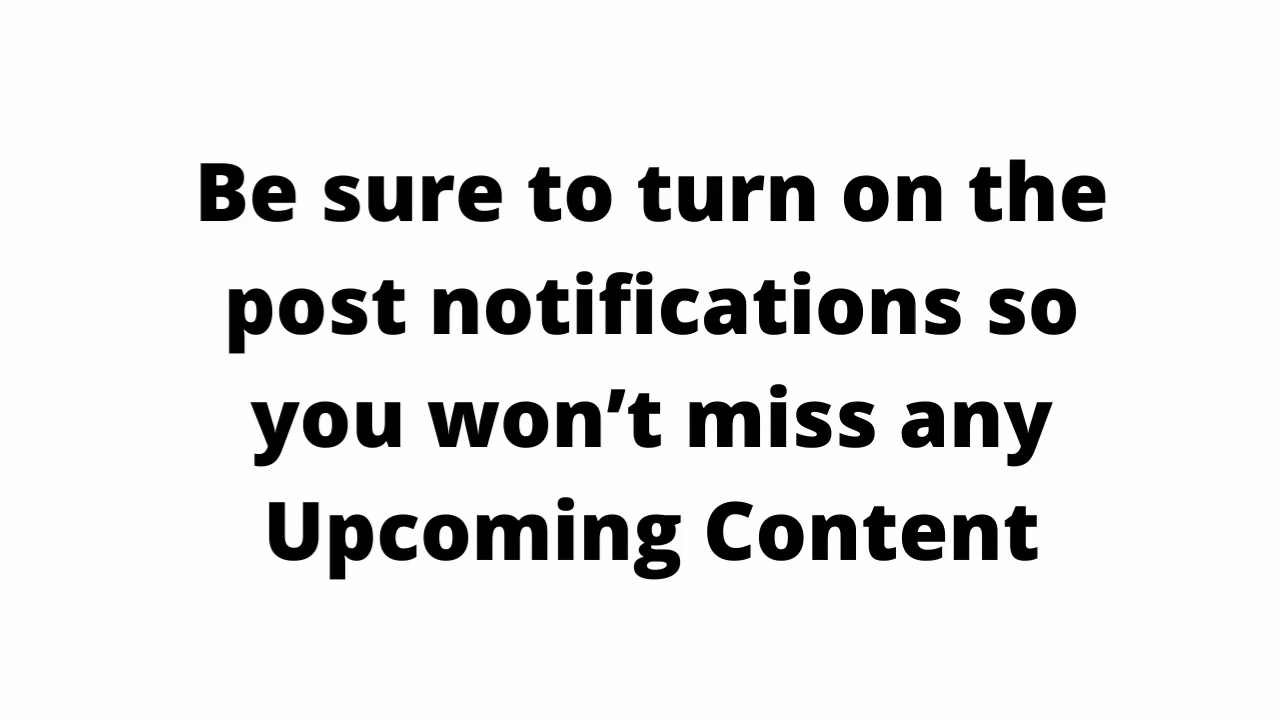 Be sure to turn on the
post notifications so
you won’t miss any
Upcoming Content